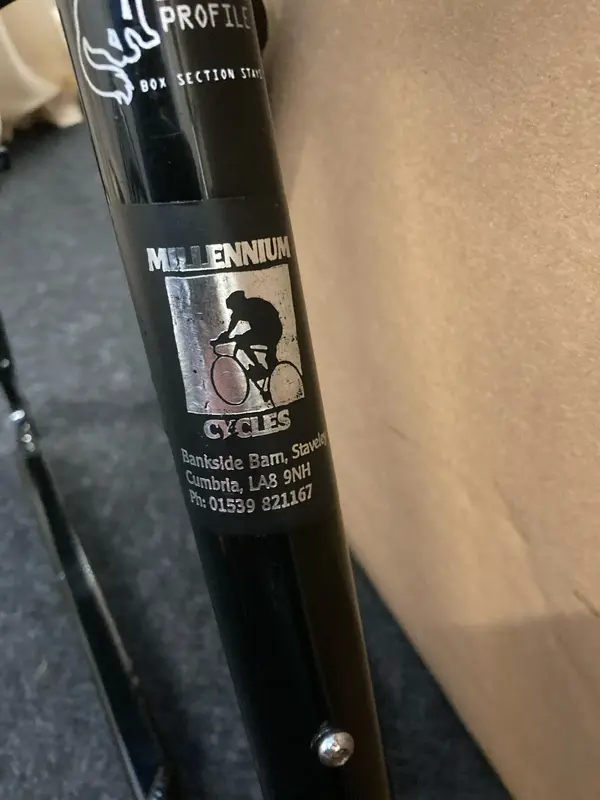 PROFILE
BOX SECTION STAYS
MILLENNIUM
CYCLES
Bankside Barn, Staveley
Cumbria, LA8 9NH
Ph: 01539 821167